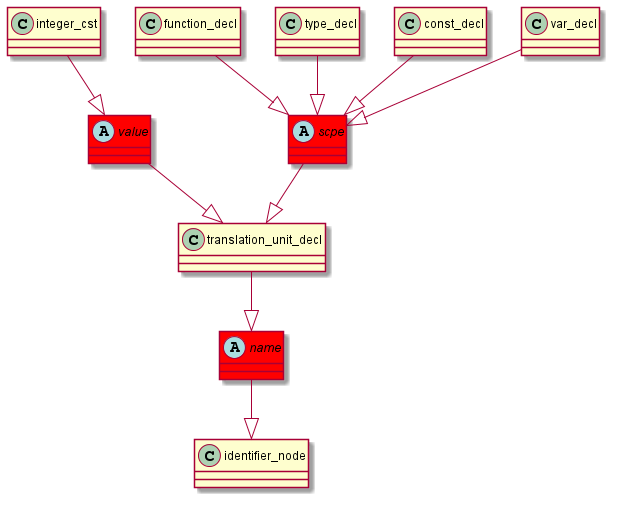 C integer_cst
C function_decl
C type_decl
C const_decl
C var_decl
A value
A scpe
C translation_unit_decl
A name
C identifier_node